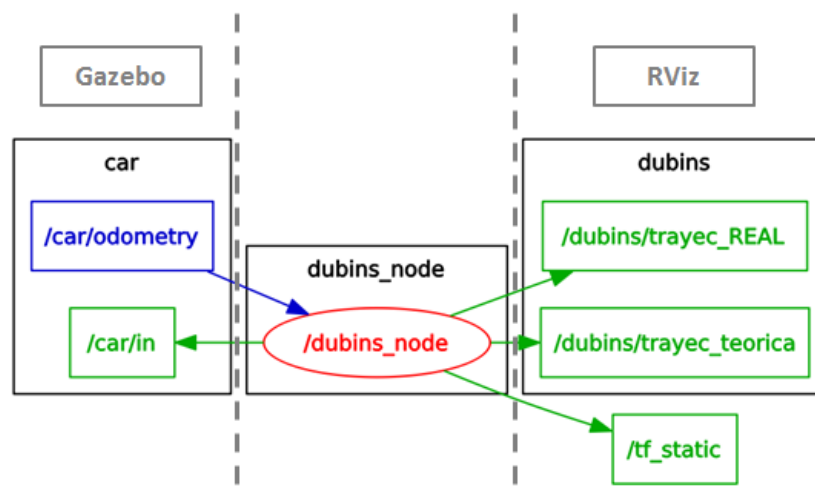 Gazebo
RViz
car
dubins
/car/odometry
/dubins/trayec_REAL
dubins_node
/car/in
/dubins_node
/dubins/trayec_teorica
/tf_static